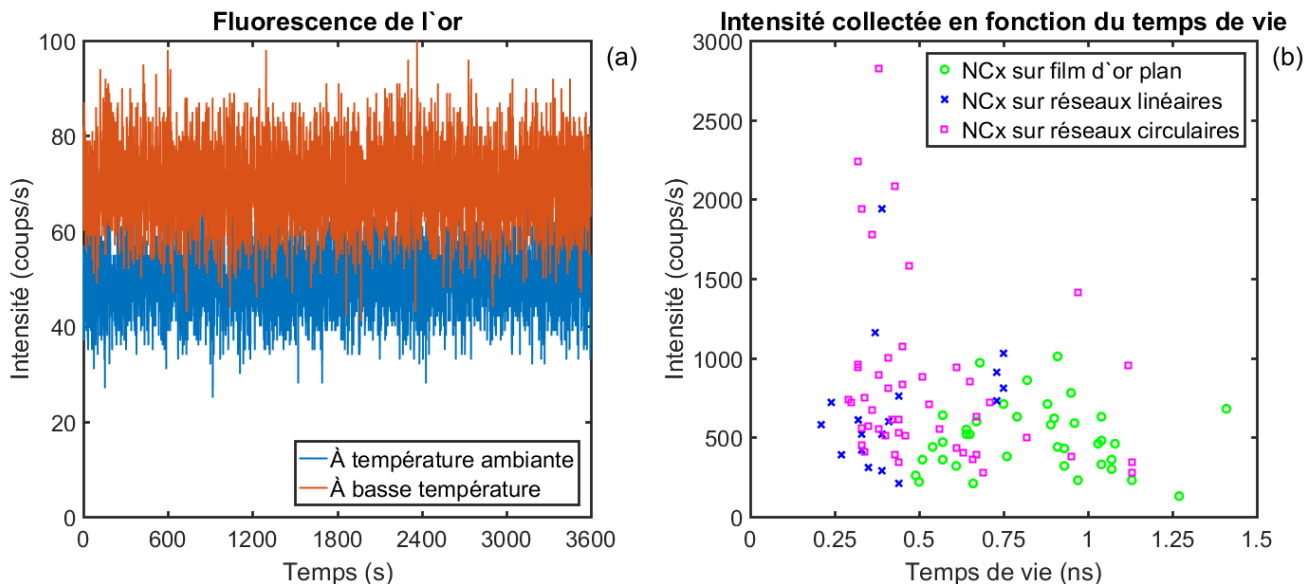 Fluorescence de l`or
(a)
Intensité (coups/s)
100
80
60
40
20
0
À température ambiante
À basse température
0 600 1200 1800 2400 3000 3600
Temps (s)
Intensité collectée en fonction du temps de vie
(b)
Intensité (coups/s)
3000
2500
2000
1500
1000
500
0
NCx sur film d`or plan
NCx sur réseaux linéaires
NCx sur réseaux circulaires
0 0.25 0.5 0.75 1 1.25 1.5
Temps de vie (ns)